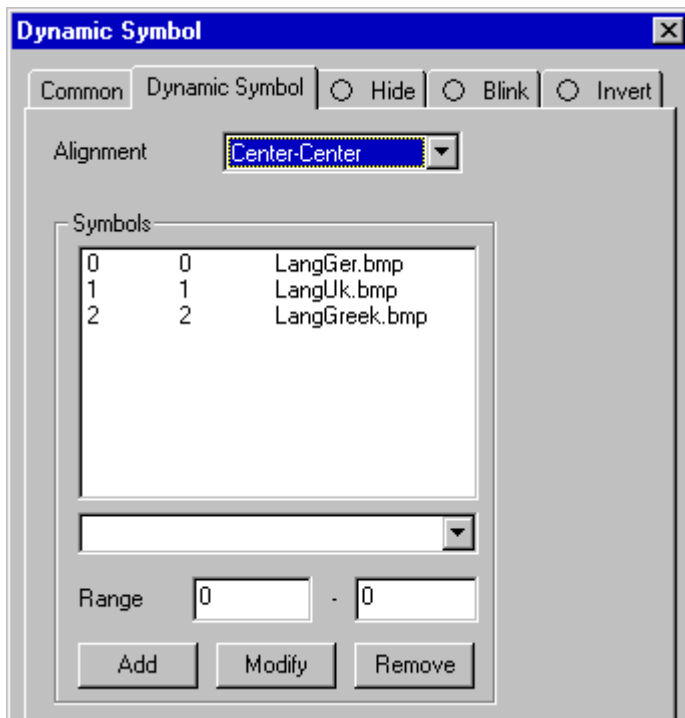 Dynamic Symbol
Common Dynamic Symbol Hide Blink Invert
Alignment Center-Center
Symbols
0 0 LangGer.bmp
1 1 LangUk.bmp
2 2 LangGreek.bmp
Range 0 - 0
Add Modify Remove